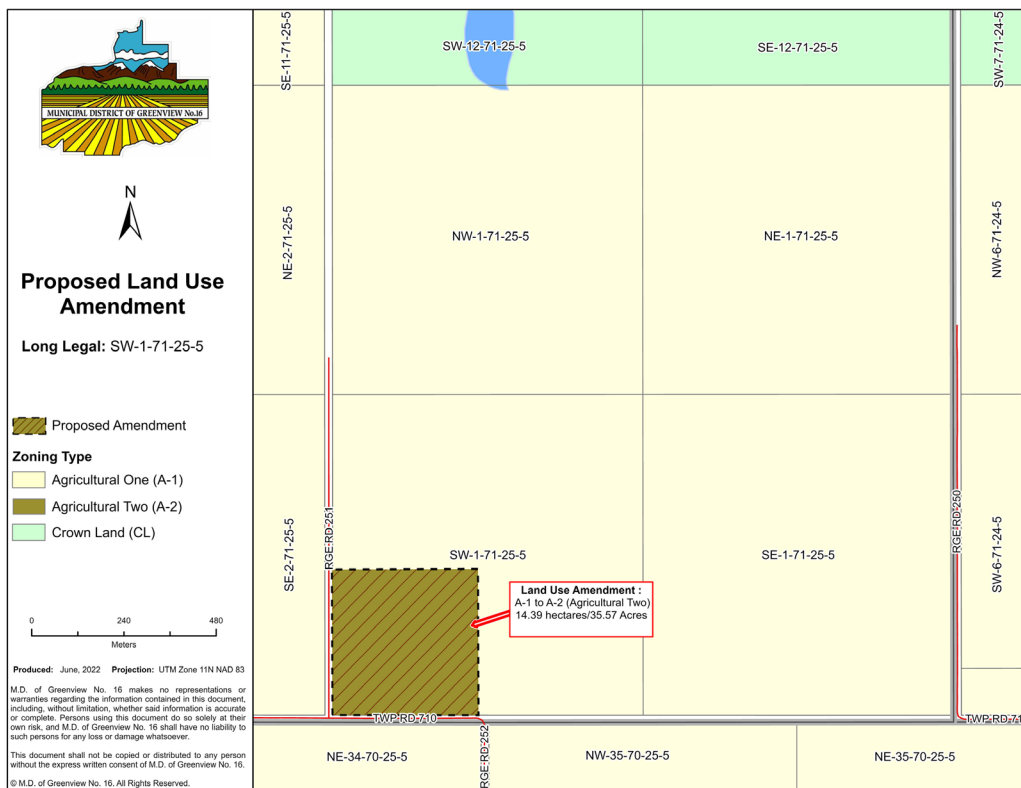 MUNICIPAL DISTRICT OF GREENVIEW No.16
N
Proposed Land Use
Amendment
Long Legal: SW-1-71-25-5
Proposed Amendment
Zoning Type
Agricultural One (A-1)
Agricultural Two (A-2)
Crown Land (CL)
0 240 480
Meters
Produced: June, 2022 Projection: UTM Zone 11N NAD 83
M.D. of Greenview No. 16 makes no representations or
warranties regarding the information contained in this document,
including, without limitation, whether said information is accurate
or complete. Persons using this document do so solely at their
own risk, and M.D. of Greenview No. 16 shall have no liability to
such persons for any loss or damage whatsoever.
This document shall not be copied or distributed to any person
without the express written consent of M.D. of Greenview No. 16.
© M.D. of Greenview No. 16. All Rights Reserved.
SE-11-71-25-5
SW-12-71-25-5
SE-12-71-25-5
SW-7-71-24-5
NE-2-71-25-5
NW-1-71-25-5
NE-1-71-25-5
NW-6-71-24-5
SE-2-71-25-5
RGE RD 251
SW-1-71-25-5
SE-1-71-25-5
RGE RD 250
SW-6-71-24-5
Land Use Amendment :
A-1 to A-2 (Agricultural Two)
14.39 hectares/35.57 Acres
TWP RD 710
TWP RD 71
NE-34-70-25-5
RGE RD 252
NW-35-70-25-5
NE-35-70-25-5